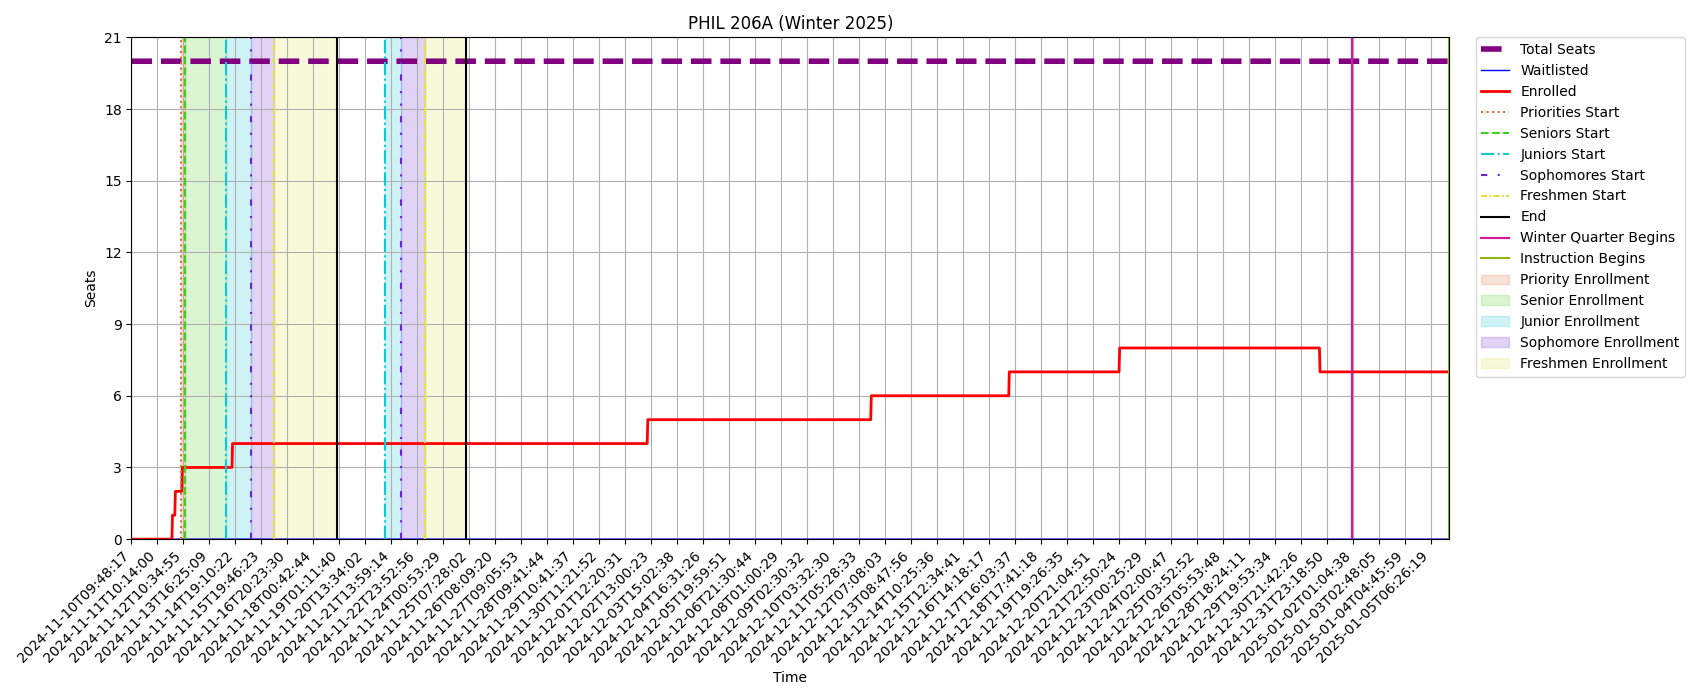 PHIL 206A (Winter 2025)
21
18
15
12
9
6
3
0
Seats
2024-11-10T09:48:17
2024-11-11T10:14:00
2024-11-12T10:34:55
2024-11-13T16:25:09
2024-11-14T19:10:22
2024-11-15T19:46:23
2024-11-16T20:23:30
2024-11-18T00:42:44
2024-11-19T01:11:40
2024-11-20T13:34:02
2024-11-21T13:59:14
2024-11-22T23:52:56
2024-11-24T00:53:29
2024-11-25T07:28:02
2024-11-26T08:09:20
2024-11-27T09:05:53
2024-11-28T09:41:44
2024-11-29T10:41:37
2024-11-30T11:21:52
2024-12-01T12:20:31
2024-12-02T13:00:23
2024-12-03T15:02:38
2024-12-04T16:31:26
2024-12-05T19:59:51
2024-12-06T21:30:44
2024-12-08T01:00:29
2024-12-09T02:30:32
2024-12-10T03:32:30
2024-12-11T05:28:33
2024-12-12T07:08:03
2024-12-13T08:47:56
2024-12-14T10:25:36
2024-12-15T12:34:41
2024-12-16T14:18:17
2024-12-17T16:03:37
2024-12-18T17:41:18
2024-12-19T19:26:35
2024-12-20T21:04:51
2024-12-21T22:50:24
2024-12-23T00:25:29
2024-12-24T02:00:47
2024-12-25T03:52:52
2024-12-26T05:53:48
2024-12-28T18:24:11
2024-12-29T19:53:34
2024-12-30T21:42:26
2024-12-31T23:18:50
2025-01-02T01:04:38
2025-01-03T02:48:05
2025-01-04T04:45:59
2025-01-05T06:26:19
Time
Total Seats
Waitlisted
Enrolled
Priorities Start
Seniors Start
Juniors Start
Sophomores Start
Freshmen Start
End
Winter Quarter Begins
Instruction Begins
Priority Enrollment
Senior Enrollment
Junior Enrollment
Sophomore Enrollment
Freshmen Enrollment